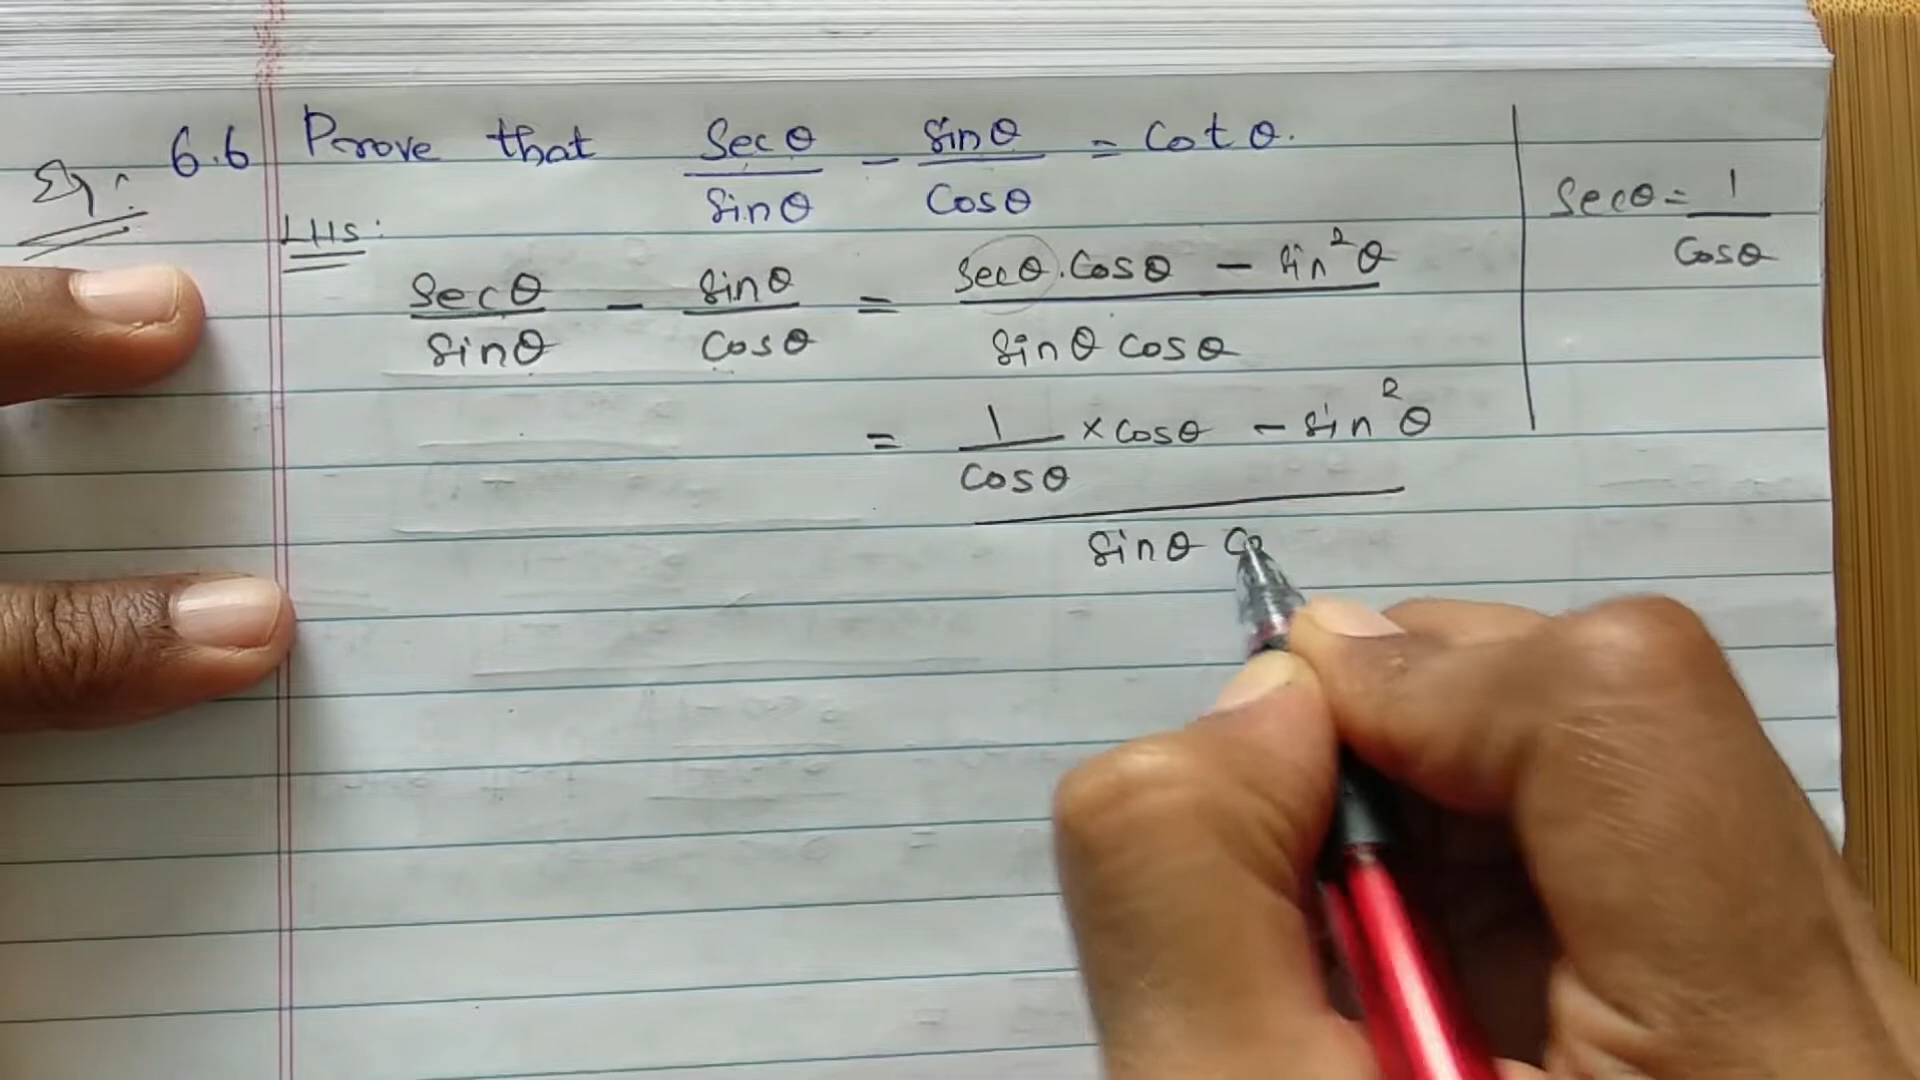 Eg: 6.6 Prove that secθ/sinθ - sinθ/cosθ = cotθ.
LHS:
secθ/sinθ - sinθ/cosθ = secθ.cosθ - sin²θ / sinθ cosθ
= 1/cosθ × cosθ - sin²θ / sinθ co
secθ = 1/cosθ